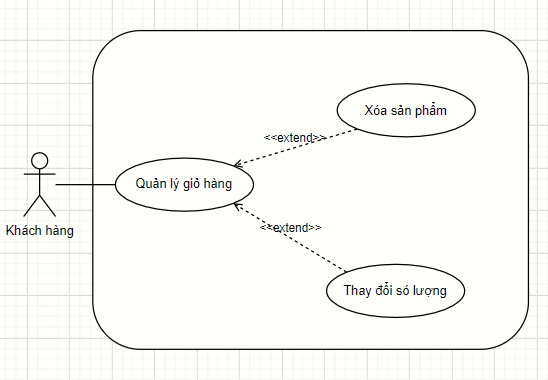 Xóa sản phẩm
<<extend>>
Quản lý giỏ hàng
Khách hàng
<<extend>>
Thay đổi só lượng